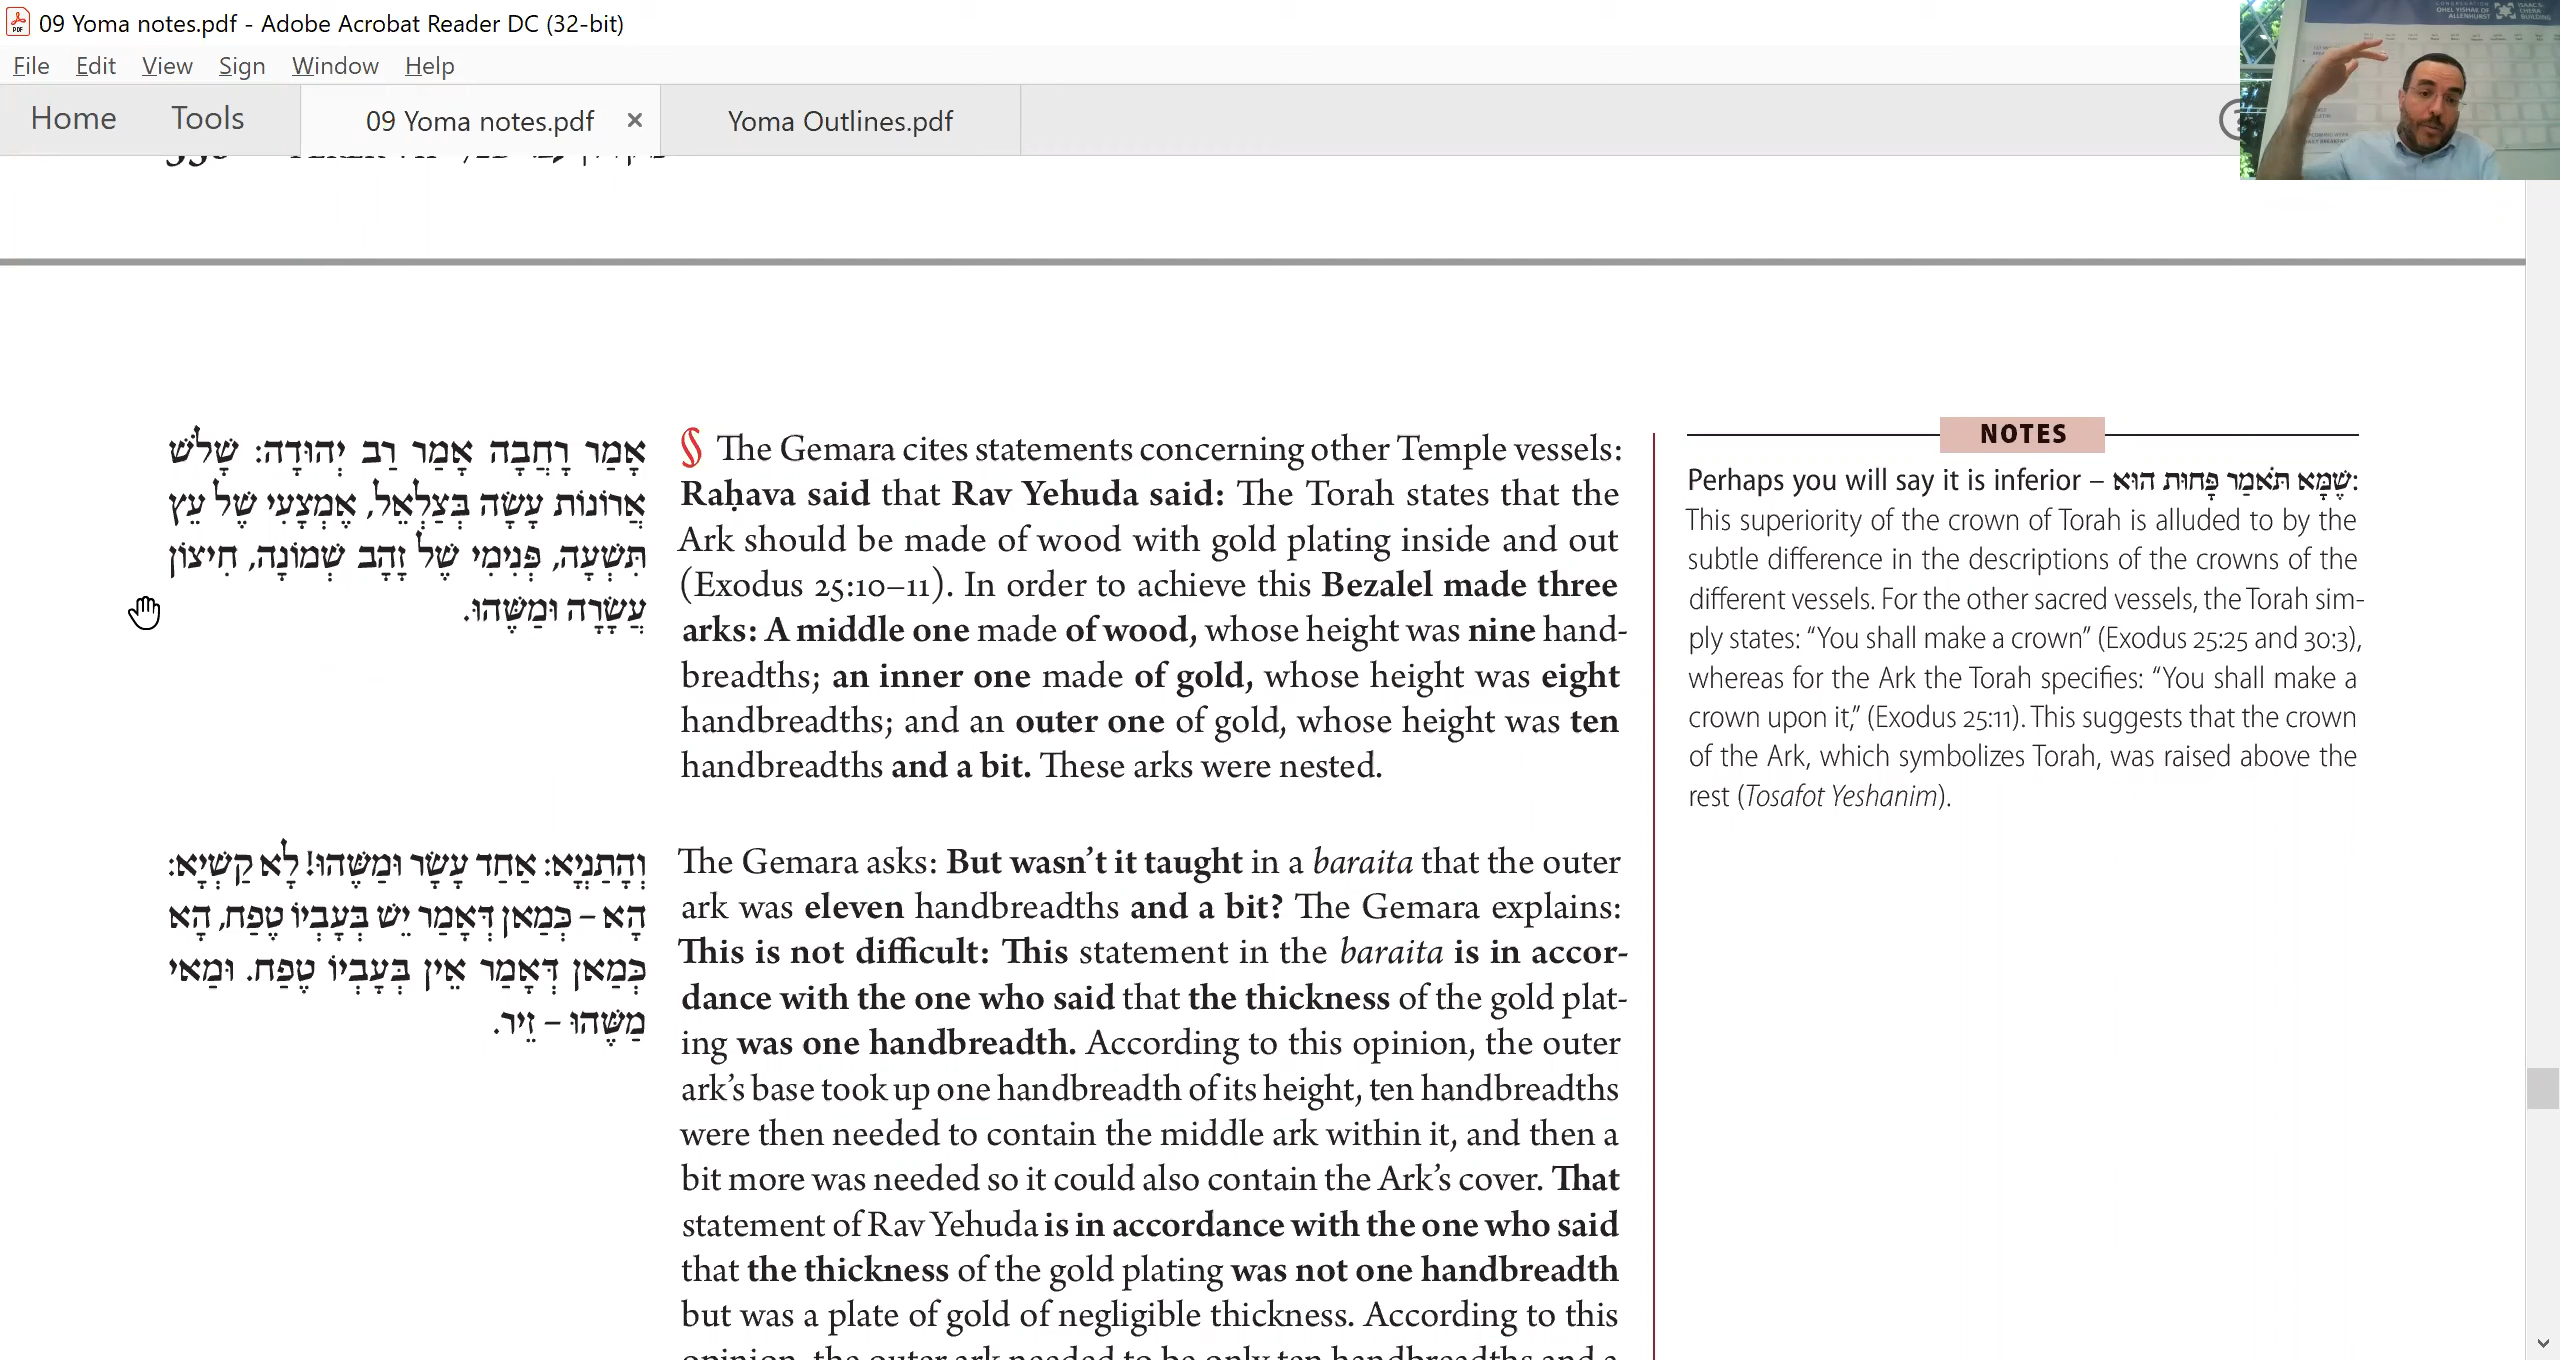 09 Yoma notes.pdf - Adobe Acrobat Reader DC (32-bit)
File Edit View Sign Window Help
Home Tools 09 Yoma notes.pdf × Yoma Outlines.pdf
אָמַר רָחֲבָה אָמַר רַב יְהוּדָה: שָׁלֹשׁ
אֲרוֹנוֹת עָשָׂה בְּצַלְאֵל, אֶמְצָעִי שֶׁל עֵץ
תִּשְׁעָה, פְּנִימִי שֶׁל זָהָב שְׁמוֹנָה, חִיצוֹן
עֲשָׂרָה וּמַשֶּׁהוּ.
§ The Gemara cites statements concerning other Temple vessels:
Raḥava said that Rav Yehuda said: The Torah states that the
Ark should be made of wood with gold plating inside and out
(Exodus 25:10–11). In order to achieve this Bezalel made three
arks: A middle one made of wood, whose height was nine hand-
breadths; an inner one made of gold, whose height was eight
handbreadths; and an outer one of gold, whose height was ten
handbreadths and a bit. These arks were nested.
וְהָתַנְיָא: אַחַד עָשָׂר וּמַשֶּׁהוּ! לָא קַשְׁיָא:
הָא – כְּמַאן דְּאָמַר יֵשׁ בְּעָבְיוֹ טֶפַח, הָא
כְּמַאן דְּאָמַר אֵין בְּעָבְיוֹ טֶפַח. וּמַאי
מַשֶּׁהוּ – זֵיר.
The Gemara asks: But wasn’t it taught in a baraita that the outer
ark was eleven handbreadths and a bit? The Gemara explains:
This is not difficult: This statement in the baraita is in accor-
dance with the one who said that the thickness of the gold plat-
ing was one handbreadth. According to this opinion, the outer
ark’s base took up one handbreadth of its height, ten handbreadths
were then needed to contain the middle ark within it, and then a
bit more was needed so it could also contain the Ark’s cover. That
statement of Rav Yehuda is in accordance with the one who said
that the thickness of the gold plating was not one handbreadth
but was a plate of gold of negligible thickness. According to this
opinion, the outer ark needed to be only ten handbreadths and a
NOTES
Perhaps you will say it is inferior – שֶׁמָּא תֹּאמַר פָּחוּת הוּא:
This superiority of the crown of Torah is alluded to by the
subtle difference in the descriptions of the crowns of the
different vessels. For the other sacred vessels, the Torah sim-
ply states: “You shall make a crown” (Exodus 25:25 and 30:3),
whereas for the Ark the Torah specifies: “You shall make a
crown upon it,” (Exodus 25:11). This suggests that the crown
of the Ark, which symbolizes Torah, was raised above the
rest (Tosafot Yeshanim).